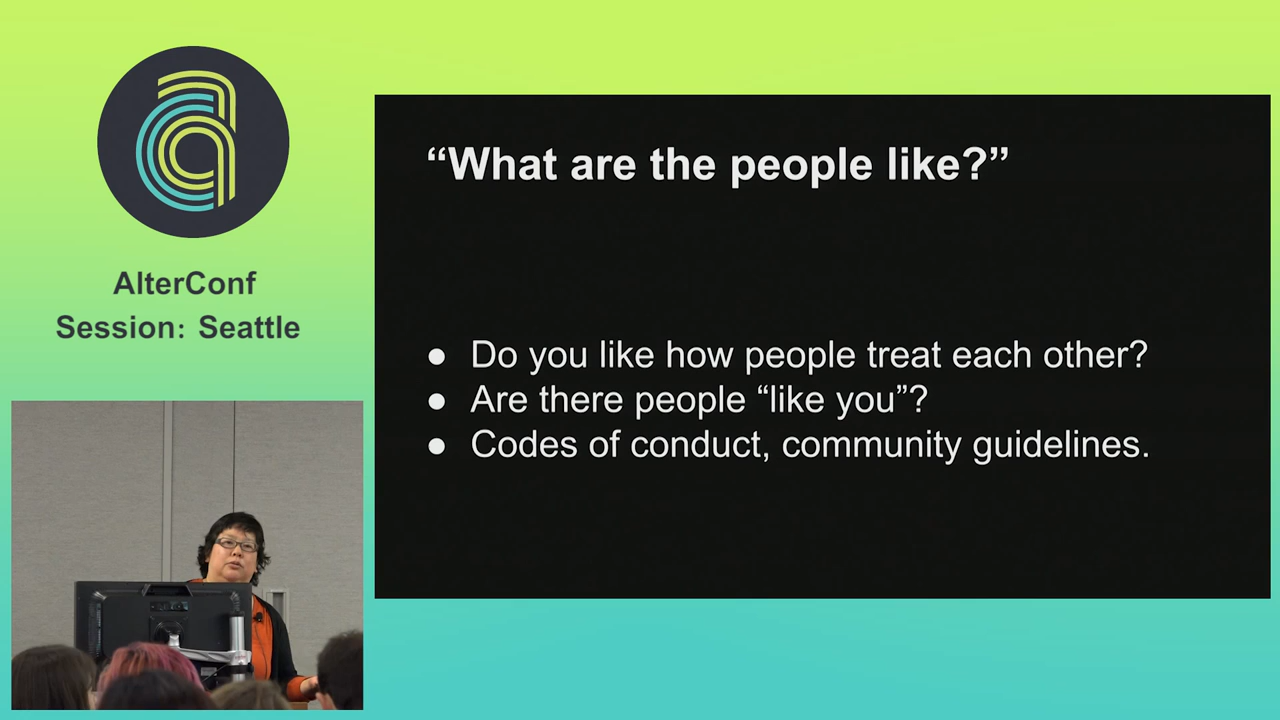 AlterConf
Session: Seattle
“What are the people like?”
● Do you like how people treat each other?
● Are there people “like you”?
● Codes of conduct, community guidelines.